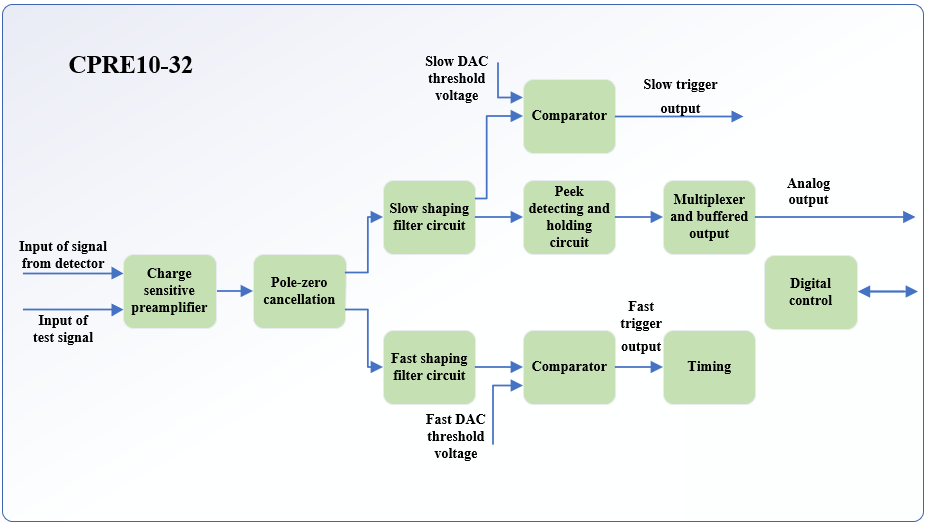 CPRE10-32
Slow DAC
threshold
voltage
Comparator
Slow trigger
output
Slow shaping
filter circuit
Peek
detecting and
holding
circuit
Multiplexer
and buffered
output
Analog
output
Input of signal
from detector
Input of
test signal
Charge
sensitive
preamplifier
Pole-zero
cancellation
Digital
control
Fast shaping
filter circuit
Fast DAC
threshold
voltage
Comparator
Fast
trigger
output
Timing